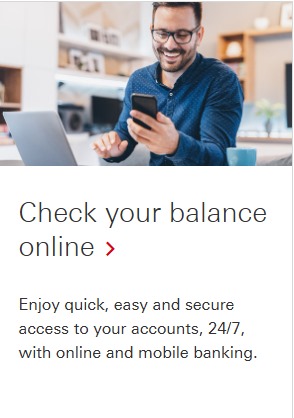 Check your balance
online
Enjoy quick, easy and secure
access to your accounts, 24/7,
with online and mobile banking.